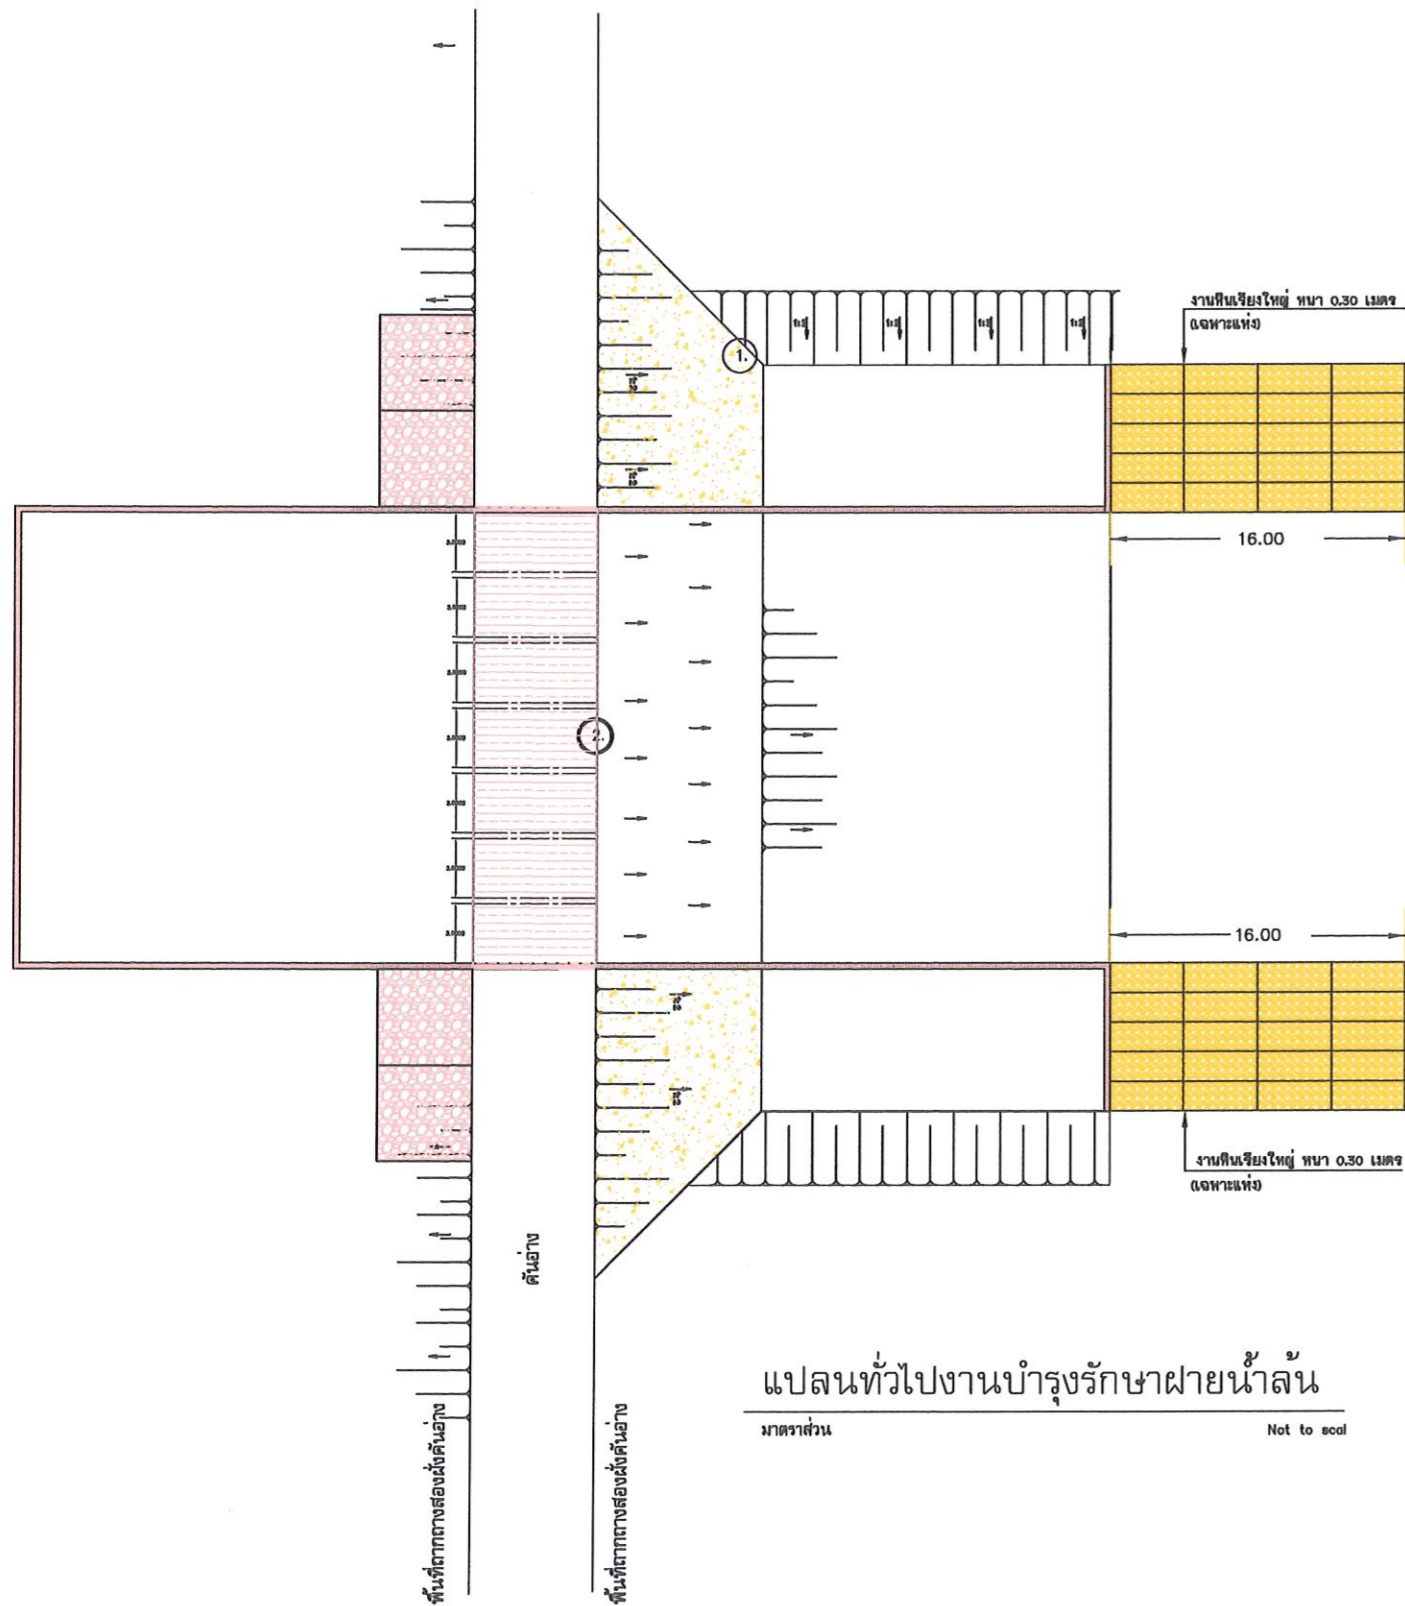 งานหินเรียงใหญ่ หนา 0.30 เมตร
(เฉพาะแห่ง)
1.
16.00
2.
16.00
งานหินเรียงใหญ่ หนา 0.30 เมตร
(เฉพาะแห่ง)
คันอ่าง
แปลนทั่วไปงานบำรุงรักษาฝายน้ำล้น
มาตราส่วน
Not to scal
พื้นที่ถากถางสองฝั่งคันอ่าง
พื้นที่ถากถางสองฝั่งคันอ่าง